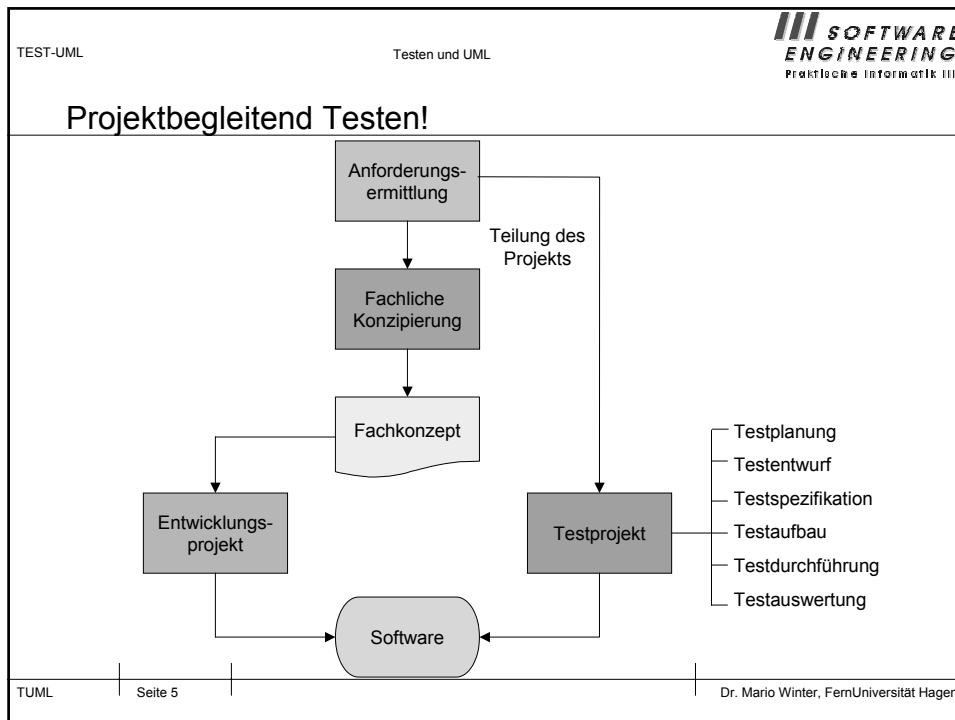 TEST-UML
Testen und UML
SOFTWARE
ENGINEERING
Praktische Informatik III
Projektbegleitend Testen!
Anforderungs-
ermittlung
Teilung des
Projekts
Fachliche
Konzipierung
Fachkonzept
Entwicklungs-
projekt
Testprojekt
Testplanung
Testentwurf
Testspezifikation
Testaufbau
Testdurchführung
Testauswertung
Software
TUML
Seite 5
Dr. Mario Winter, FernUniversität Hagen